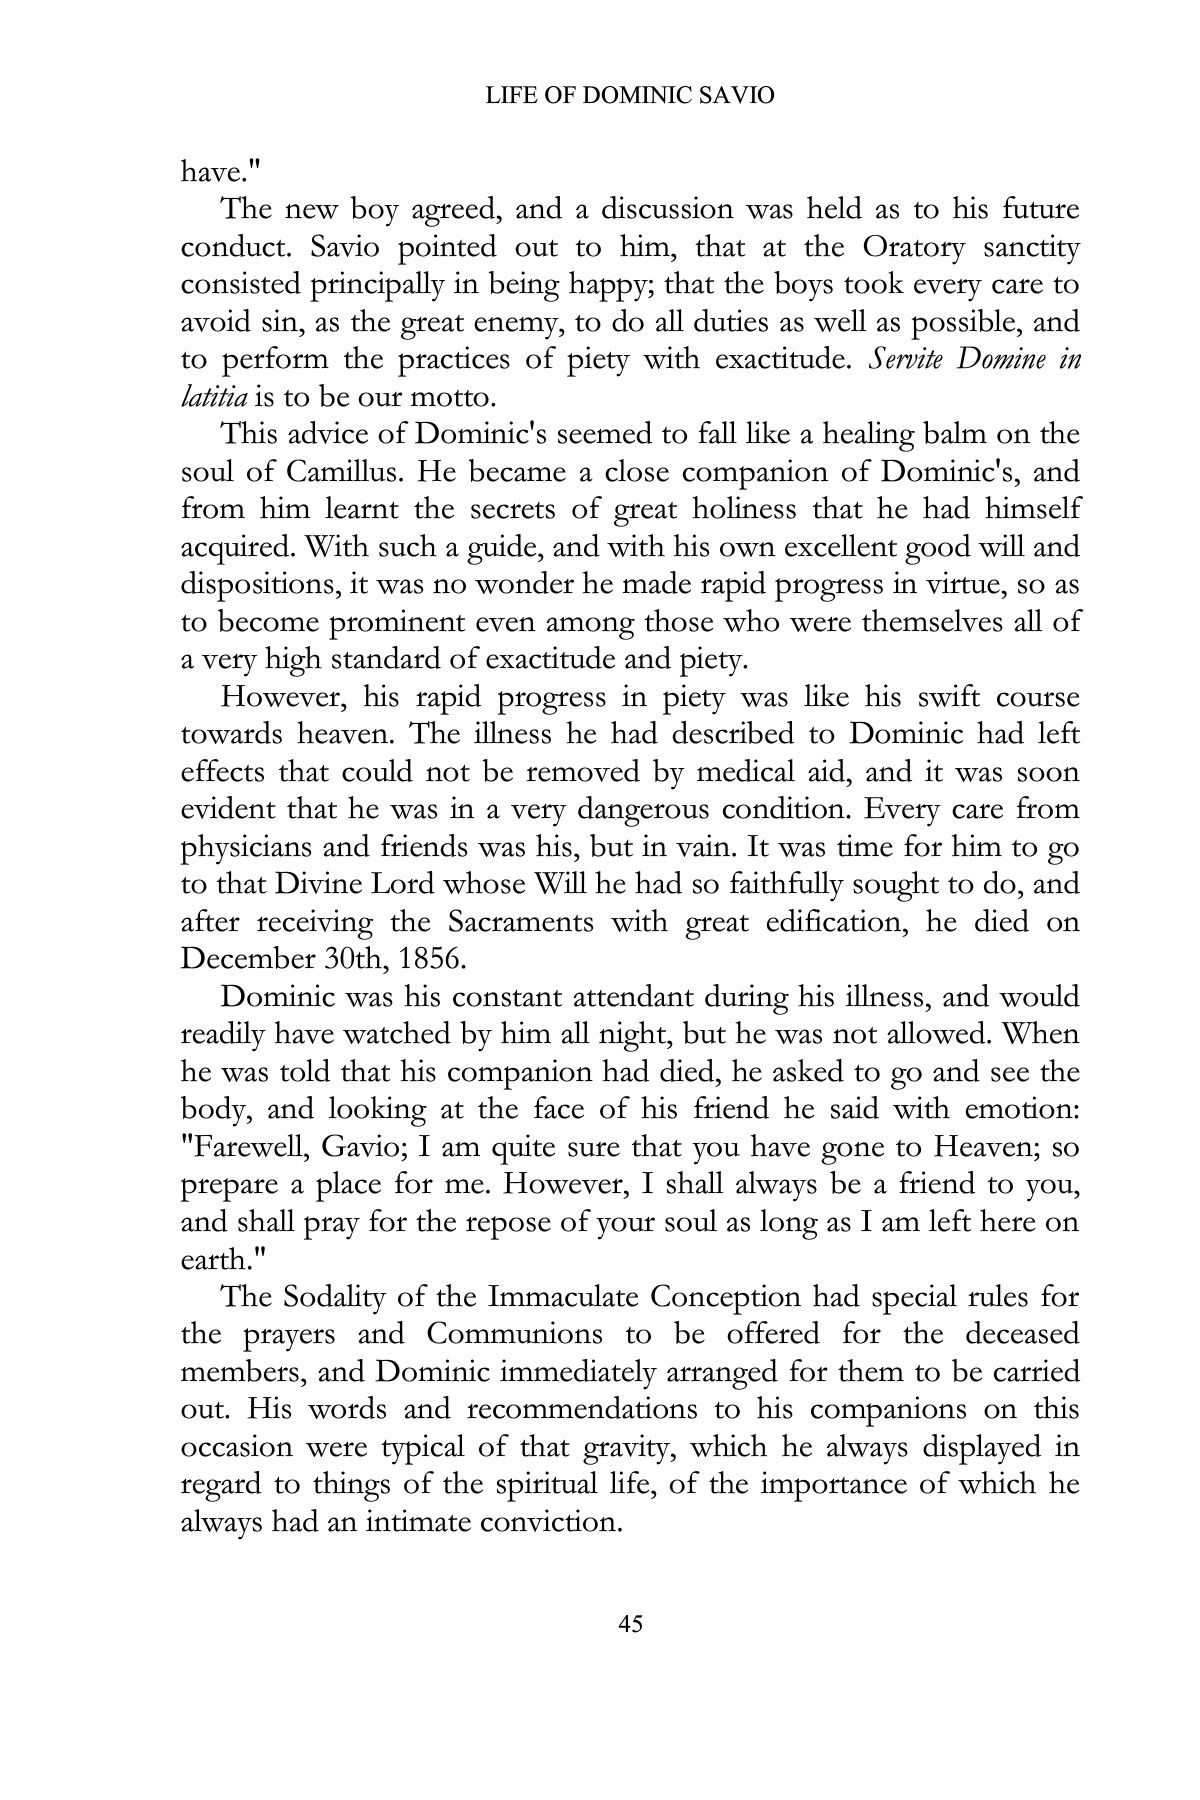 LIFE OF DOMINIC SAVIO
have."
The new boy agreed, and a discussion was held as to his future
conduct. Savio pointed out to him, that at the Oratory sanctity
consisted principally in being happy; that the boys took every care to
avoid sin, as the great enemy, to do all duties as well as possible, and
to perform the practices of piety with exactitude. Servite Domine in
latitia is to be our motto.
This advice of Dominic's seemed to fall like a healing balm on the
soul of Camillus. He became a close companion of Dominic's, and
from him learnt the secrets of great holiness that he had himself
acquired. With such a guide, and with his own excellent good will and
dispositions, it was no wonder he made rapid progress in virtue, so as
to become prominent even among those who were themselves all of
a very high standard of exactitude and piety.
However, his rapid progress in piety was like his swift course
towards heaven. The illness he had described to Dominic had left
effects that could not be removed by medical aid, and it was soon
evident that he was in a very dangerous condition. Every care from
physicians and friends was his, but in vain. It was time for him to go
to that Divine Lord whose Will he had so faithfully sought to do, and
after receiving the Sacraments with great edification, he died on
December 30th, 1856.
Dominic was his constant attendant during his illness, and would
readily have watched by him all night, but he was not allowed. When
he was told that his companion had died, he asked to go and see the
body, and looking at the face of his friend he said with emotion:
"Farewell, Gavio; I am quite sure that you have gone to Heaven; so
prepare a place for me. However, I shall always be a friend to you,
and shall pray for the repose of your soul as long as I am left here on
earth."
The Sodality of the Immaculate Conception had special rules for
the prayers and Communions to be offered for the deceased
members, and Dominic immediately arranged for them to be carried
out. His words and recommendations to his companions on this
occasion were typical of that gravity, which he always displayed in
regard to things of the spiritual life, of the importance of which he
always had an intimate conviction.
45